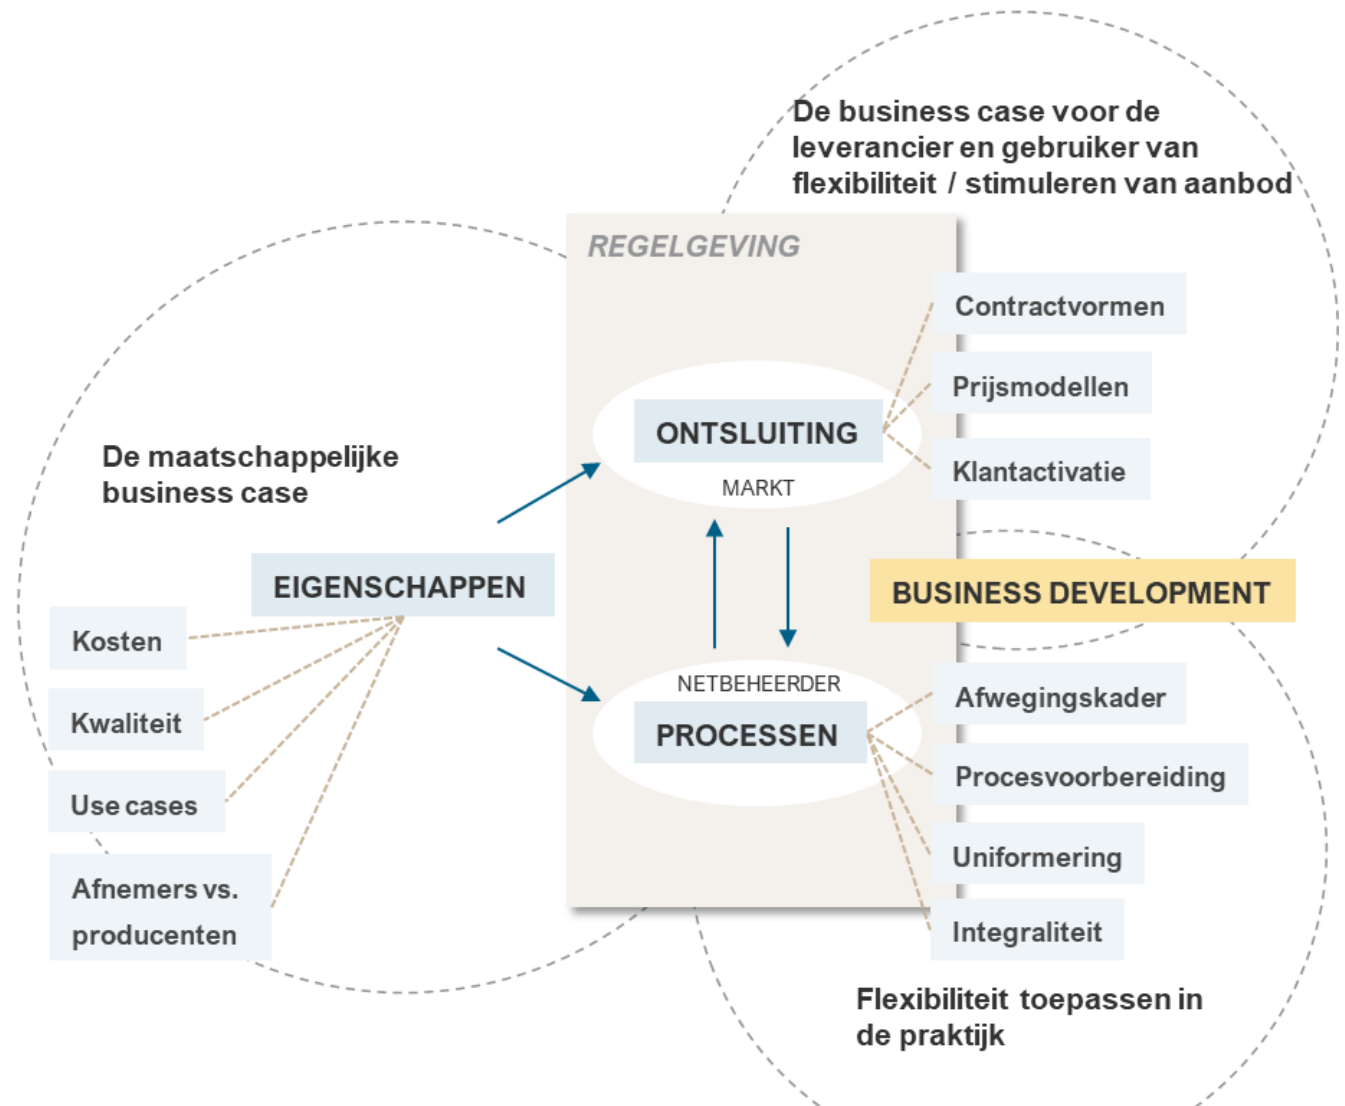 De business case voor de
leverancier en gebruiker van
flexibiliteit / stimuleren van aanbod
REGELGEVING
Contractvormen
Prijsmodellen
Klantactivatie
ONTSLUITING
MARKT
De maatschappelijke
business case
EIGENSCHAPPEN
Kosten
Kwaliteit
Use cases
Afnemers vs.
producenten
BUSINESS DEVELOPMENT
NETBEHEERDER
PROCESSEN
Afwegingskader
Procesvoorbereiding
Uniformering
Integraliteit
Flexibiliteit toepassen in
de praktijk